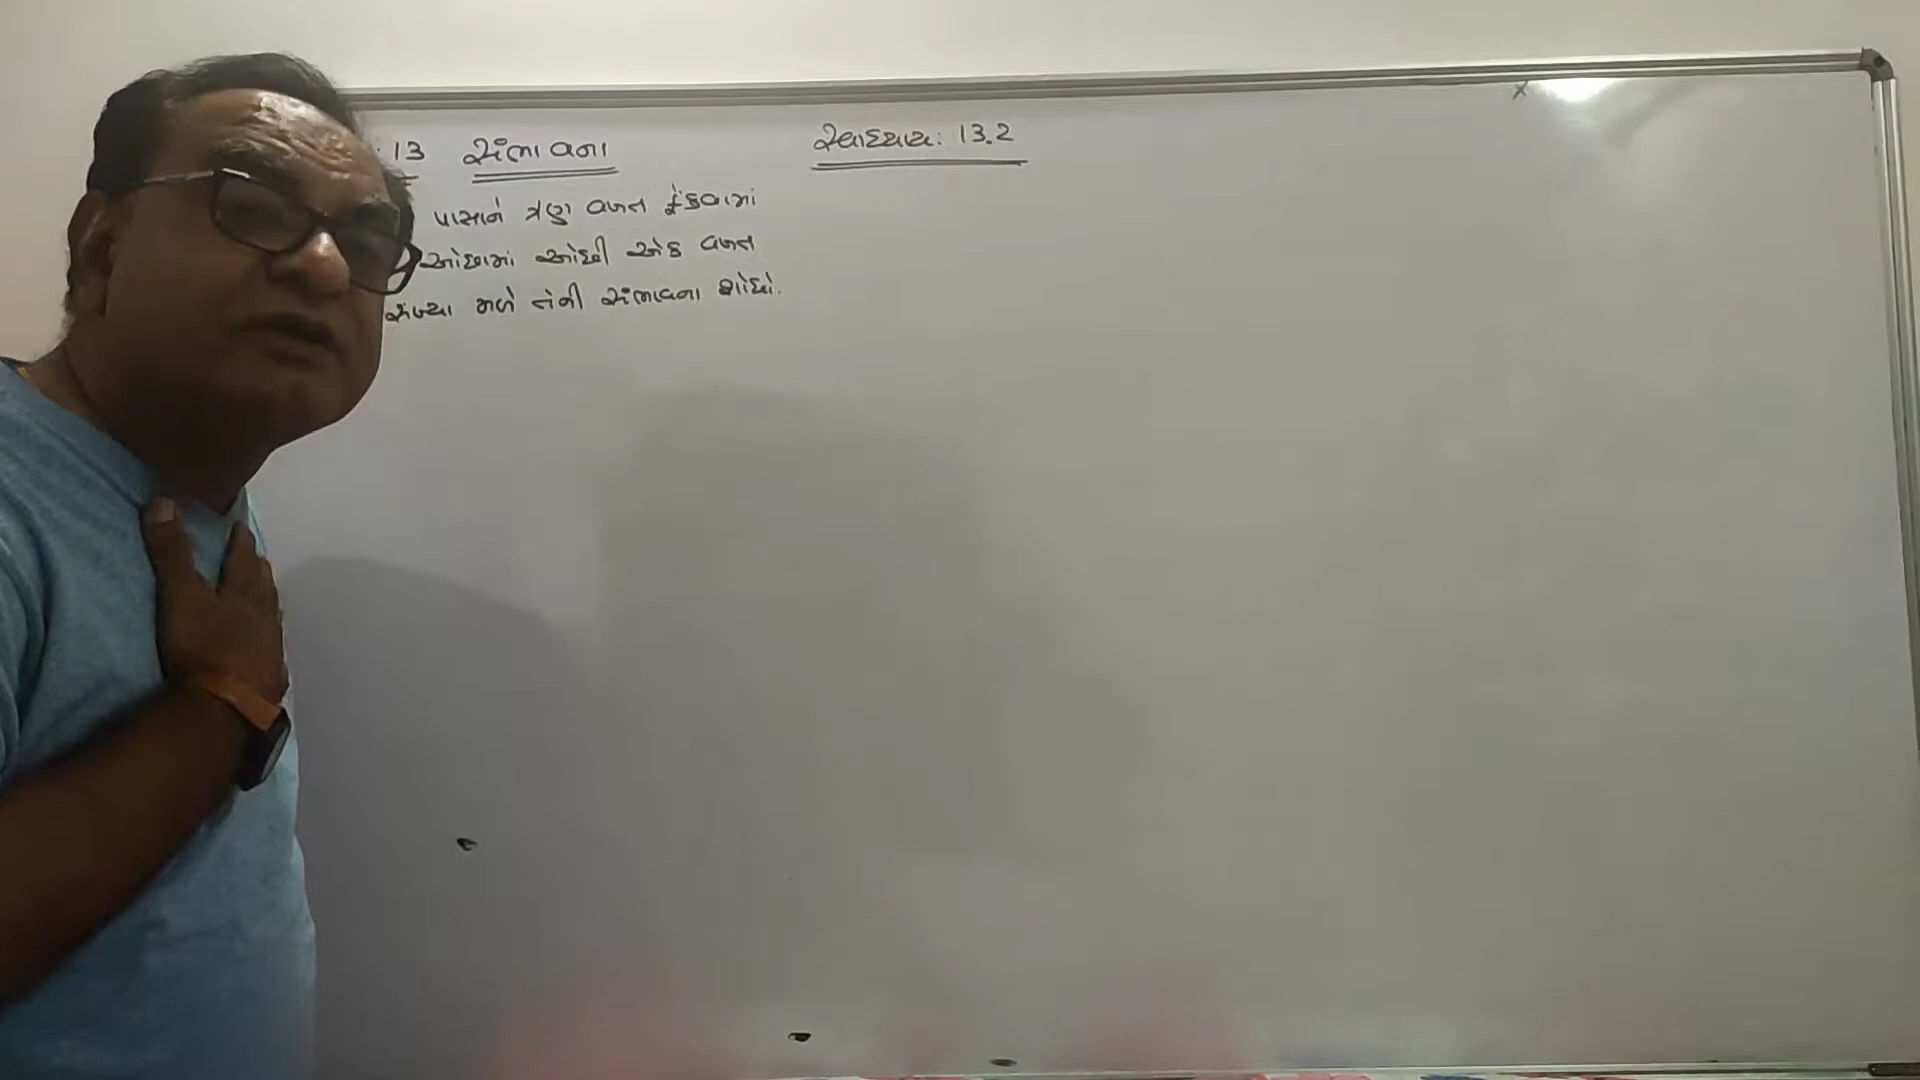 : 13 સંભાવના સ્વાધ્યાય: 13.2
પાસાને ત્રણ વખત ફેંકવામાં
ઓછામાં ઓછી એક વખત
સંખ્યા મળે તેની સંભાવના શોધો.